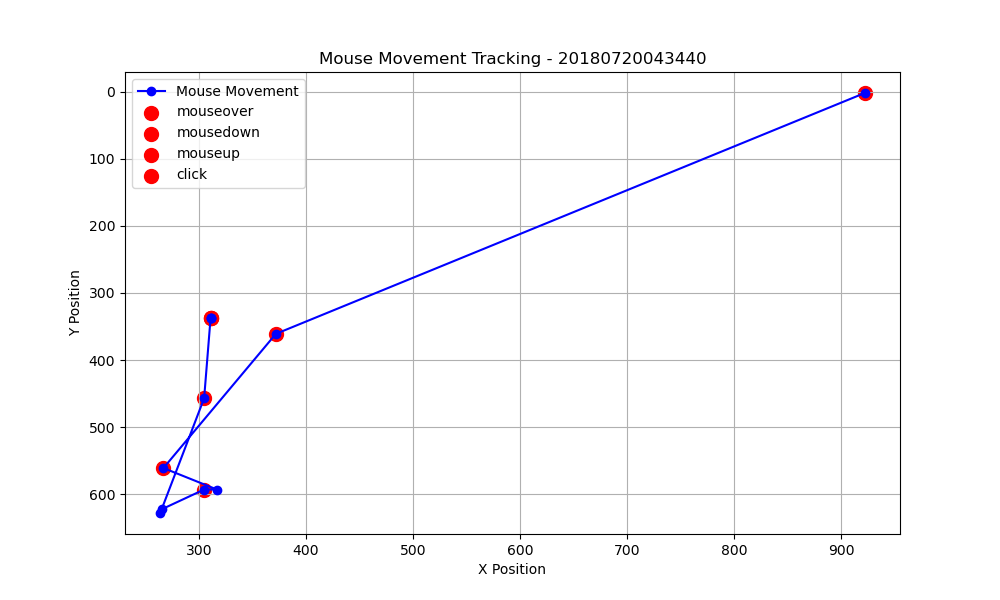 Mouse Movement Tracking - 20180720043440
Mouse Movement
mouseover
mousedown
mouseup
click
0
100
200
300
400
500
600
Y Position
300
400
500
600
700
800
900
X Position